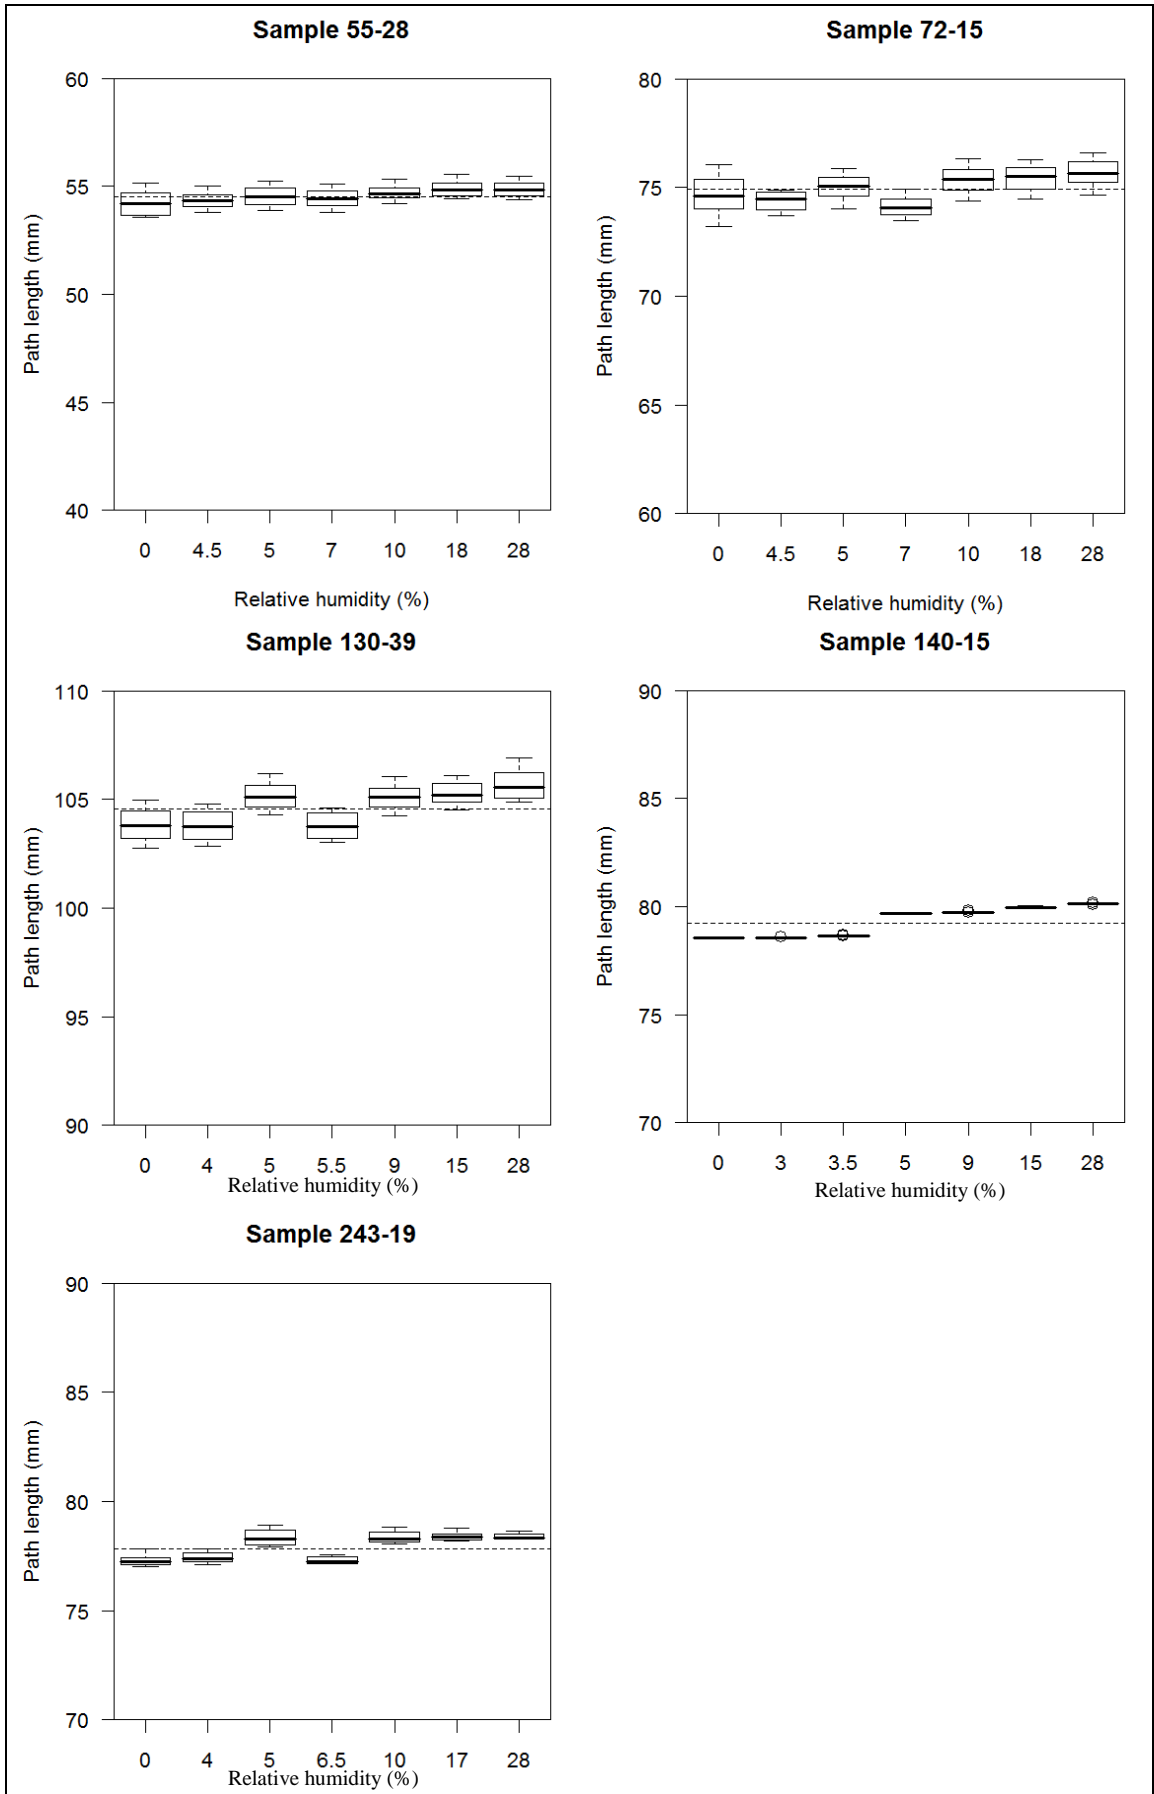 Sample 55-28
Path length (mm)
60
55
50
45
40
0 4.5 5 7 10 18 28
Relative humidity (%)
Sample 72-15
Path length (mm)
80
75
70
65
60
0 4.5 5 7 10 18 28
Relative humidity (%)
Sample 130-39
Path length (mm)
110
105
100
95
90
0 4 5 5.5 9 15 28
Relative humidity (%)
Sample 140-15
Path length (mm)
90
85
80
75
70
0 3 3.5 5 9 15 28
Relative humidity (%)
Sample 243-19
Path length (mm)
90
85
80
75
70
0 4 5 6.5 10 17 28
Relative humidity (%)